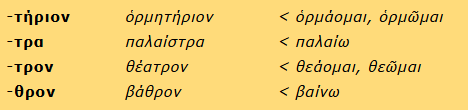 -τήριον ὁρμητήριον < ὁρμάομαι, ὁρμῶμαι
-τρα παλαίστρα < παλαίω
-τρον θέατρον < θεάομαι, θεῶμαι
-θρον βάθρον < βαίνω